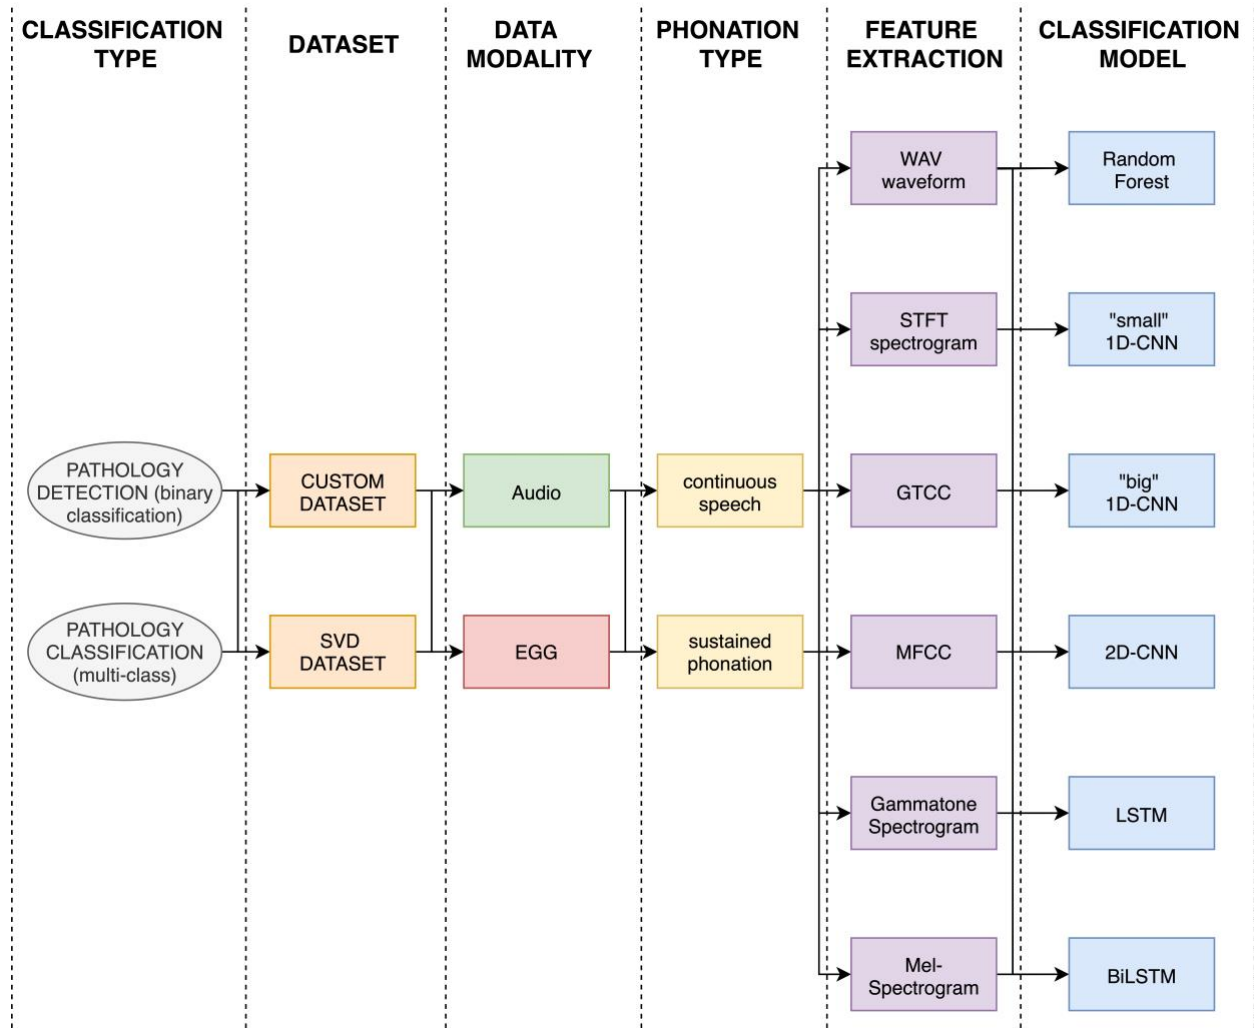 CLASSIFICATION
TYPE
DATASET
DATA
MODALITY
PHONATION
TYPE
FEATURE
EXTRACTION
CLASSIFICATION
MODEL
WAV
waveform
Random
Forest
STFT
spectrogram
"small"
1D-CNN
PATHOLOGY
DETECTION (binary
classification)
CUSTOM
DATASET
Audio
continuous
speech
GTCC
"big"
1D-CNN
PATHOLOGY
CLASSIFICATION
(multi-class)
SVD
DATASET
EGG
sustained
phonation
MFCC
2D-CNN
Gammatone
Spectrogram
LSTM
Mel-
Spectrogram
BiLSTM